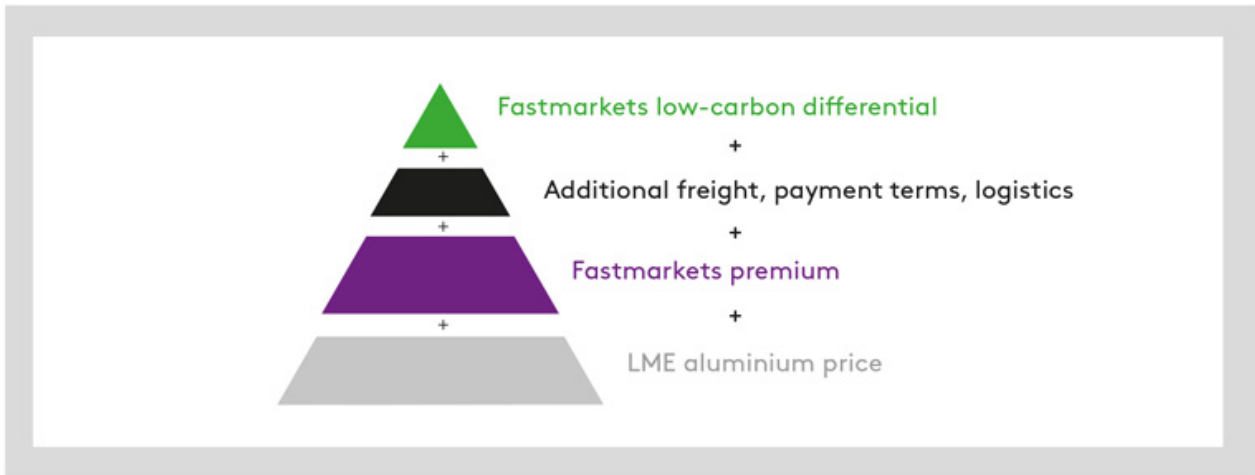 Fastmarkets low-carbon differential
+
+
Additional freight, payment terms, logistics
+
+
Fastmarkets premium
+
+
LME aluminium price